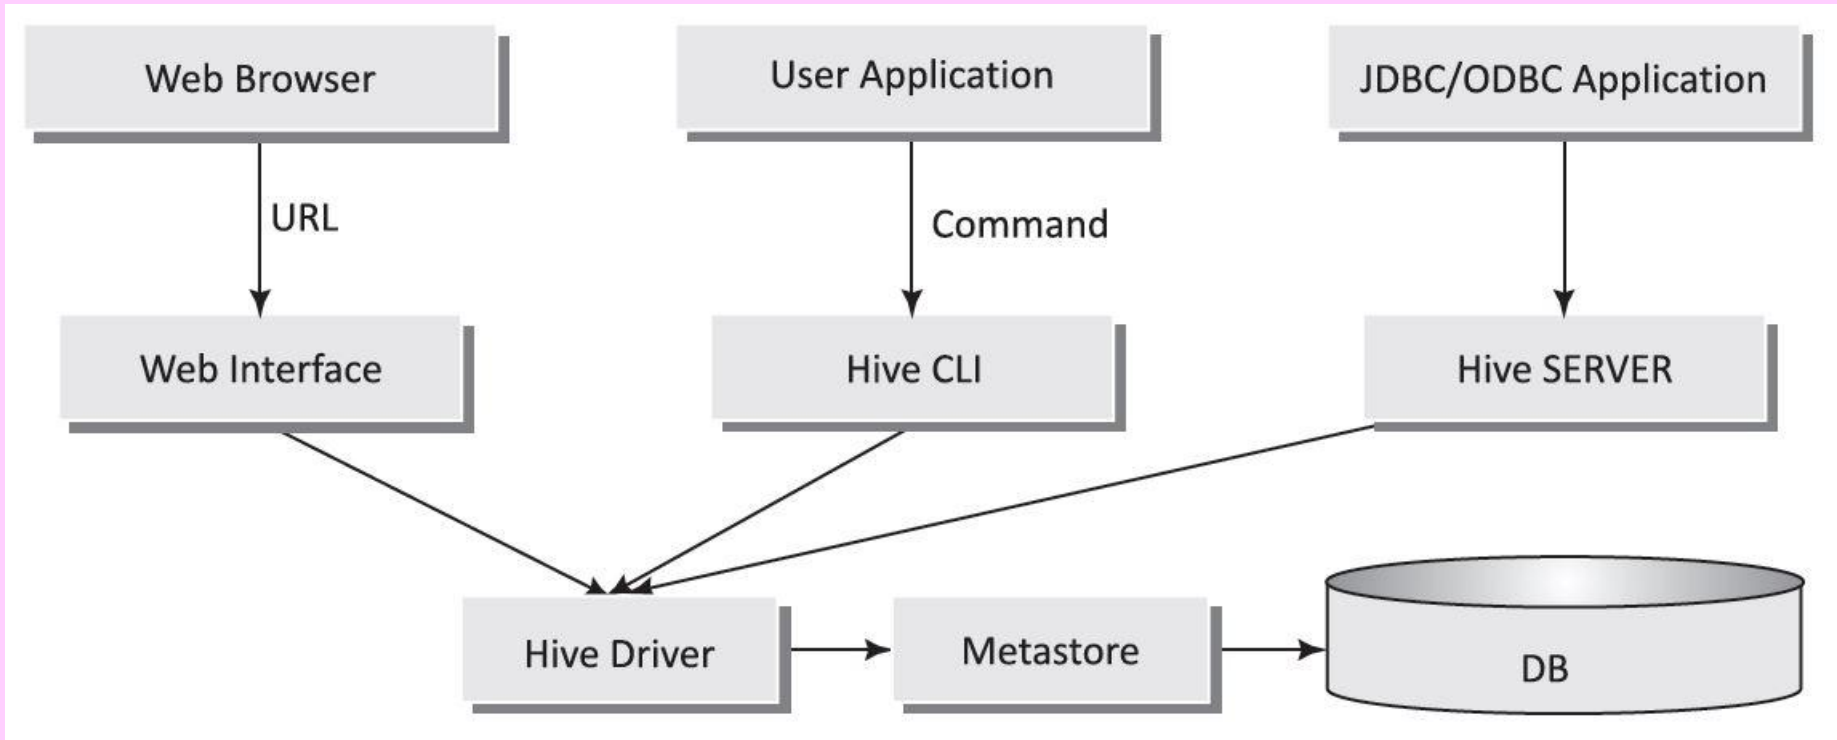 Web Browser
User Application
JDBC/ODBC Application
URL
Command
Web Interface
Hive CLI
Hive SERVER
Hive Driver
Metastore
DB